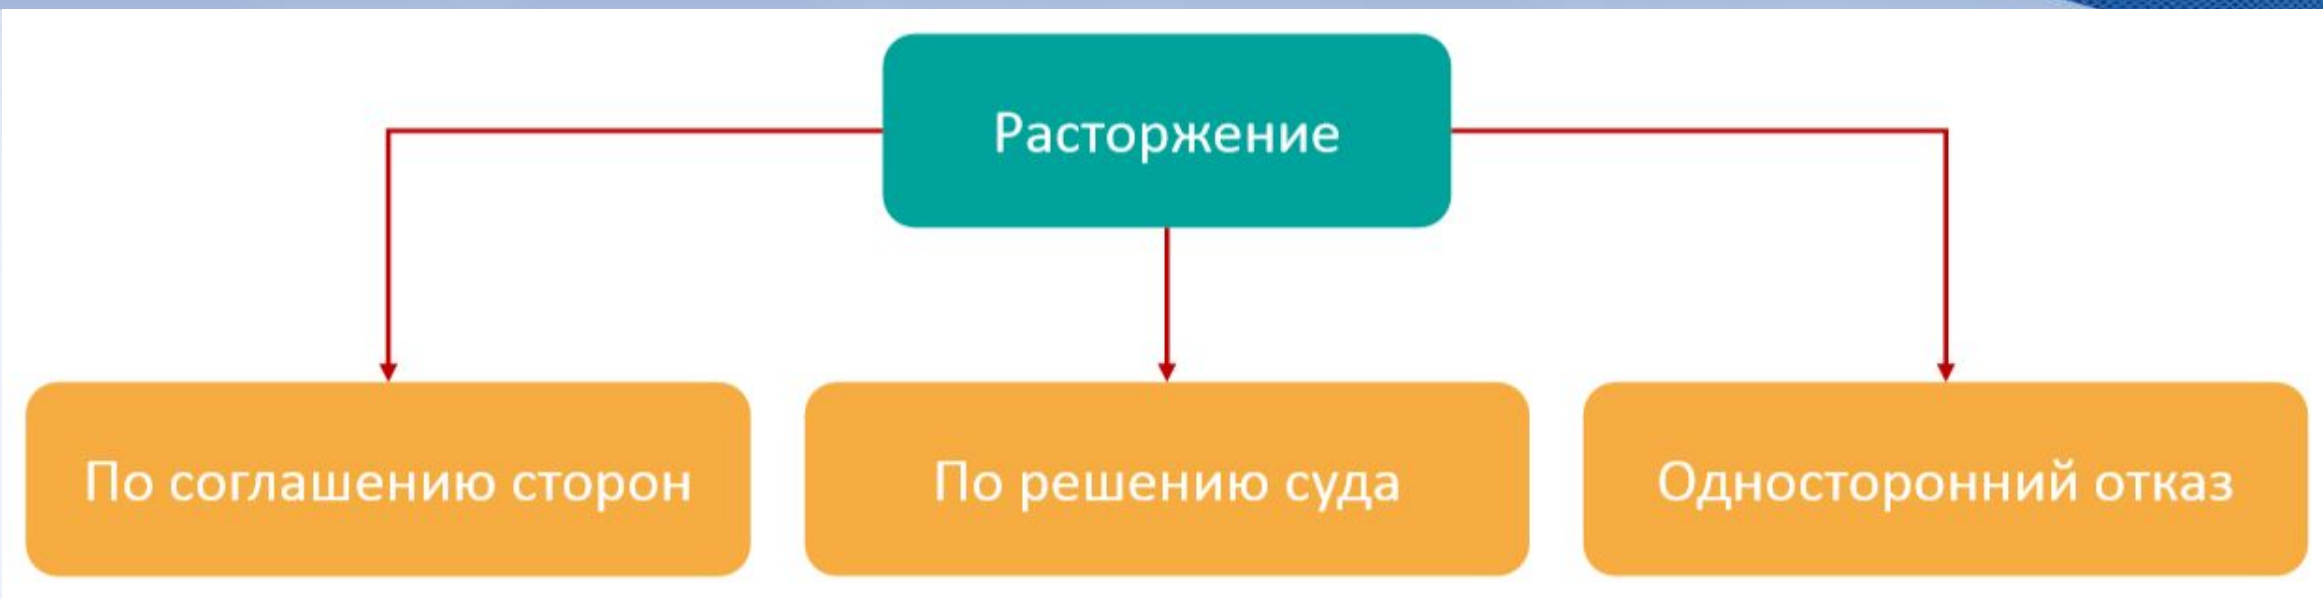 Расторжение
По соглашению сторон
По решению суда
Односторонний отказ